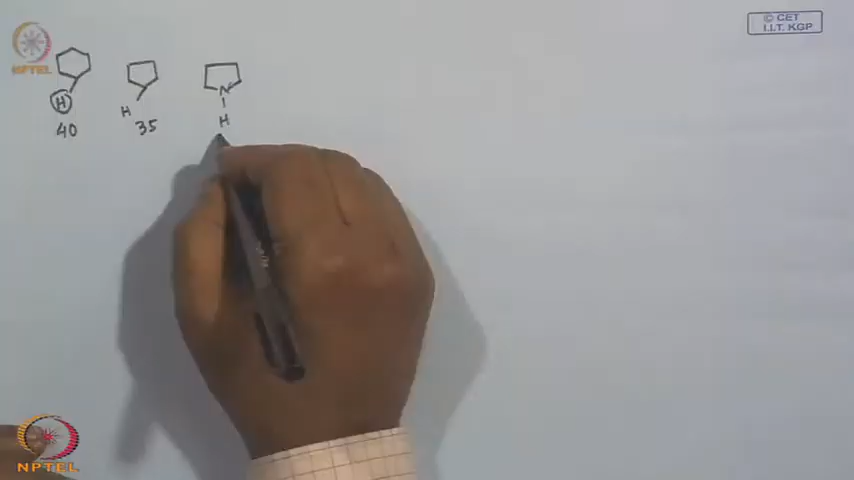 © CET
I.I.T. KGP
NPTEL
N
H H H
40 35
NPTEL